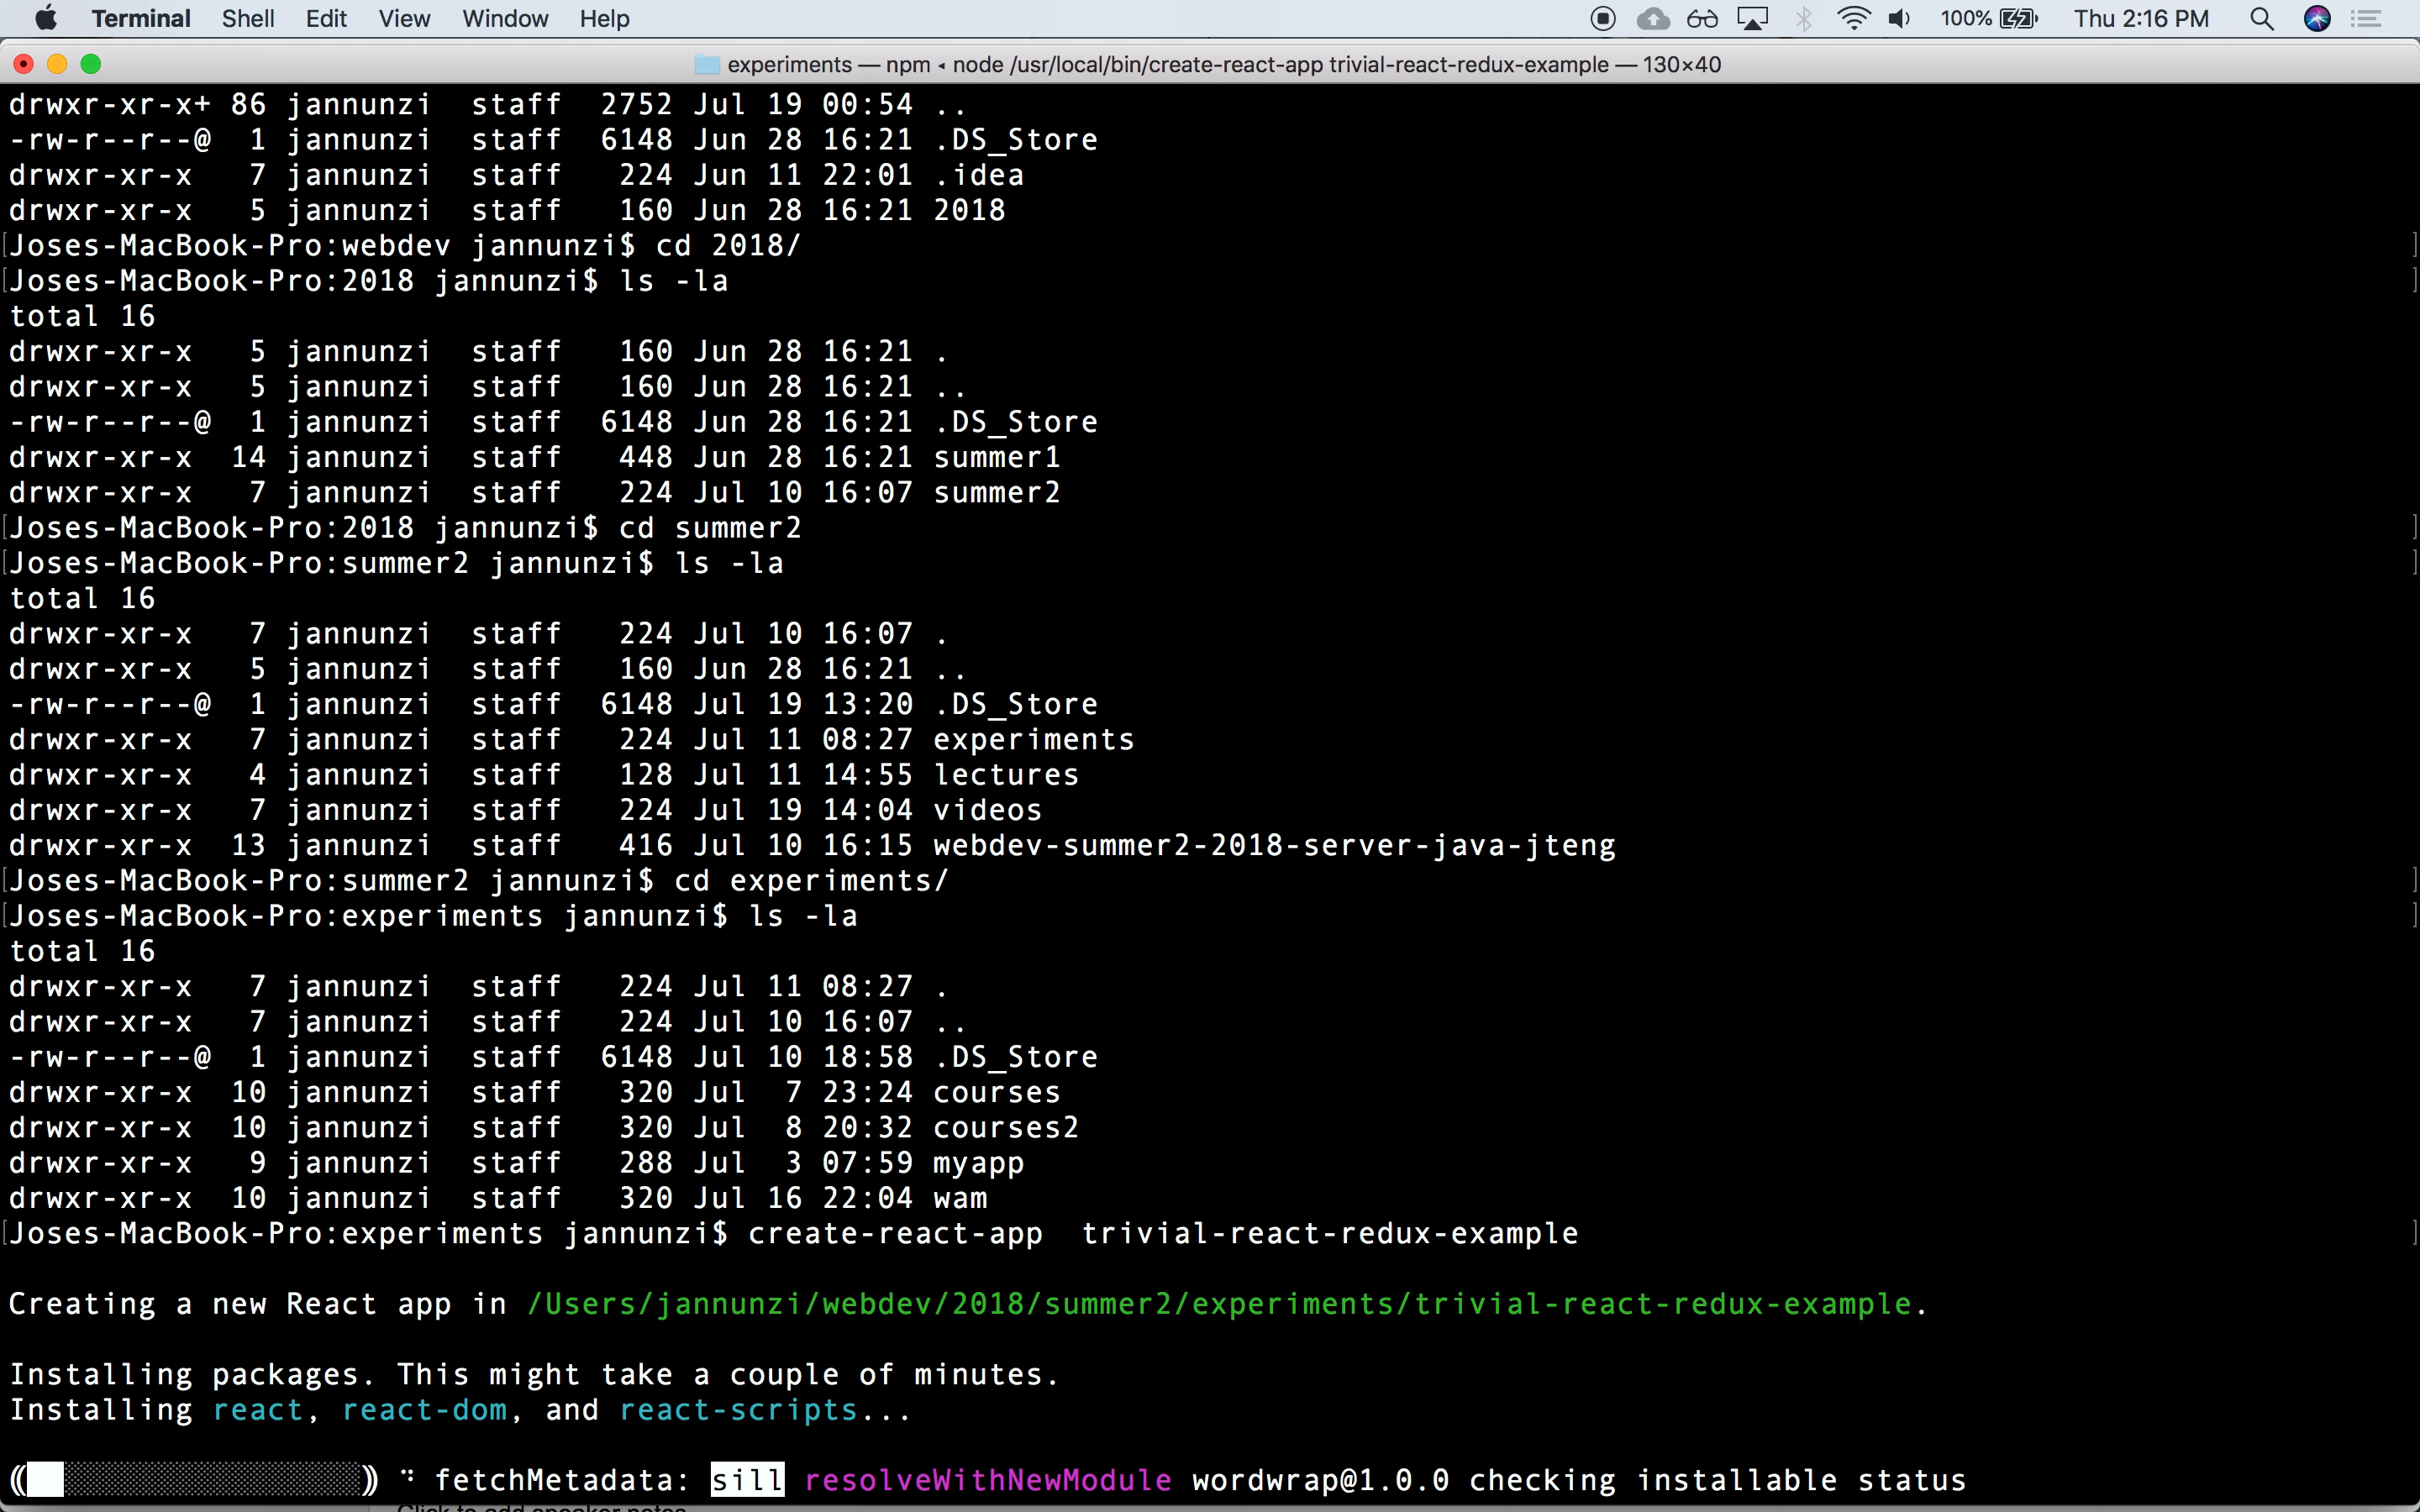 Terminal Shell Edit View Window Help 100% Thu 2:16 PM
experiments — npm ◂ node /usr/local/bin/create-react-app trivial-react-redux-example — 130×40
drwxr-xr-x+ 86 jannunzi  staff  2752 Jul 19 00:54 ..
-rw-r--r--@  1 jannunzi  staff  6148 Jun 28 16:21 .DS_Store
drwxr-xr-x   7 jannunzi  staff   224 Jun 11 22:01 .idea
drwxr-xr-x   5 jannunzi  staff   160 Jun 28 16:21 2018
[Joses-MacBook-Pro:webdev jannunzi$ cd 2018/ ]
[Joses-MacBook-Pro:2018 jannunzi$ ls -la ]
total 16
drwxr-xr-x   5 jannunzi  staff   160 Jun 28 16:21 .
drwxr-xr-x   5 jannunzi  staff   160 Jun 28 16:21 ..
-rw-r--r--@  1 jannunzi  staff  6148 Jun 28 16:21 .DS_Store
drwxr-xr-x  14 jannunzi  staff   448 Jun 28 16:21 summer1
drwxr-xr-x   7 jannunzi  staff   224 Jul 10 16:07 summer2
[Joses-MacBook-Pro:2018 jannunzi$ cd summer2 ]
[Joses-MacBook-Pro:summer2 jannunzi$ ls -la ]
total 16
drwxr-xr-x   7 jannunzi  staff   224 Jul 10 16:07 .
drwxr-xr-x   5 jannunzi  staff   160 Jun 28 16:21 ..
-rw-r--r--@  1 jannunzi  staff  6148 Jul 19 13:20 .DS_Store
drwxr-xr-x   7 jannunzi  staff   224 Jul 11 08:27 experiments
drwxr-xr-x   4 jannunzi  staff   128 Jul 11 14:55 lectures
drwxr-xr-x   7 jannunzi  staff   224 Jul 19 14:04 videos
drwxr-xr-x  13 jannunzi  staff   416 Jul 10 16:15 webdev-summer2-2018-server-java-jteng
[Joses-MacBook-Pro:summer2 jannunzi$ cd experiments/ ]
[Joses-MacBook-Pro:experiments jannunzi$ ls -la ]
total 16
drwxr-xr-x   7 jannunzi  staff   224 Jul 11 08:27 .
drwxr-xr-x   7 jannunzi  staff   224 Jul 10 16:07 ..
-rw-r--r--@  1 jannunzi  staff  6148 Jul 10 18:58 .DS_Store
drwxr-xr-x  10 jannunzi  staff   320 Jul  7 23:24 courses
drwxr-xr-x  10 jannunzi  staff   320 Jul  8 20:32 courses2
drwxr-xr-x   9 jannunzi  staff   288 Jul  3 07:59 myapp
drwxr-xr-x  10 jannunzi  staff   320 Jul 16 22:04 wam
[Joses-MacBook-Pro:experiments jannunzi$ create-react-app  trivial-react-redux-example ]
Creating a new React app in /Users/jannunzi/webdev/2018/summer2/experiments/trivial-react-redux-example.
Installing packages. This might take a couple of minutes.
Installing react, react-dom, and react-scripts...
fetchMetadata: sill resolveWithNewModule wordwrap@1.0.0 checking installable status